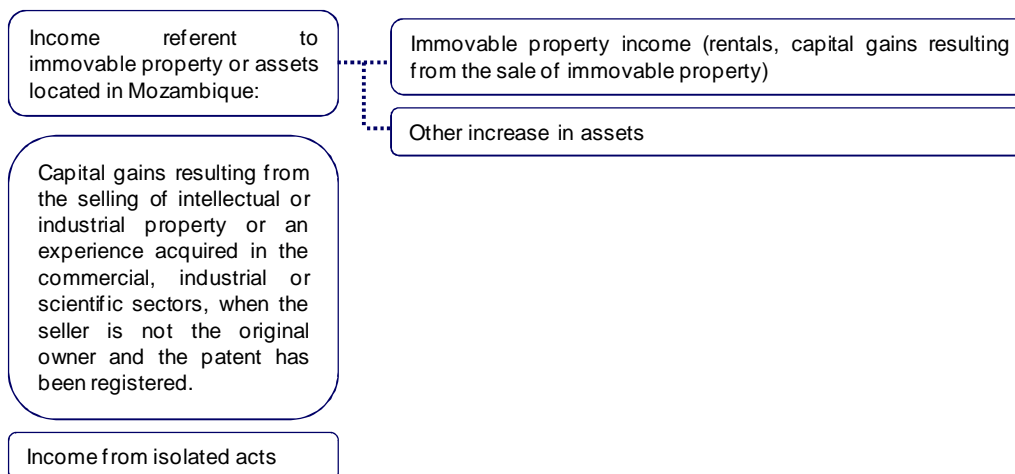 Income referent to
immovable property or assets
located in Mozambique:
Immovable property income (rentals, capital gains resulting
from the sale of immovable property)
Other increase in assets
Capital gains resulting from
the selling of intellectual or
industrial property or an
experience acquired in the
commercial, industrial or
scientific sectors, when the
seller is not the original
owner and the patent has
been registered.
Income from isolated acts